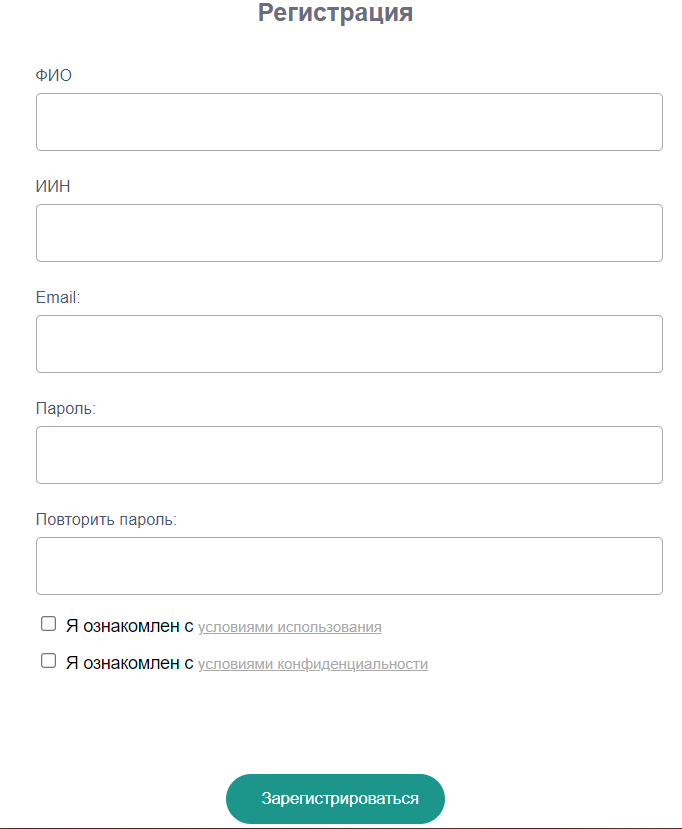 Регистрация
ФИО
ИИН
Email:
Пароль:
Повторить пароль:
Я ознакомлен с условиями использования
Я ознакомлен с условиями конфиденциальности
Зарегистрироваться